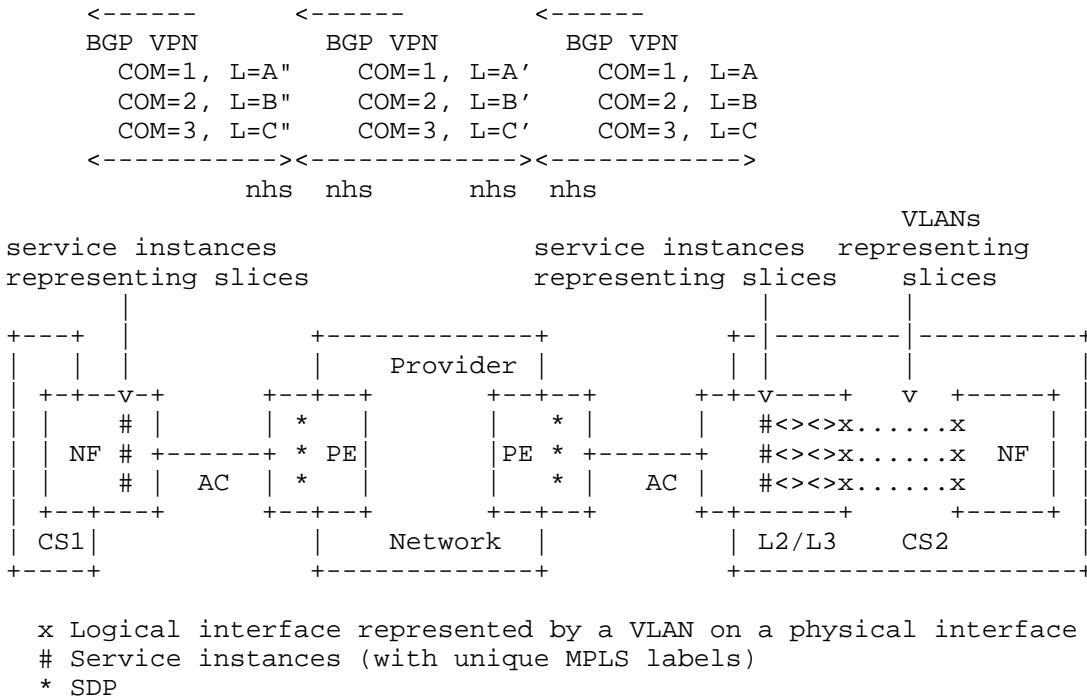 <------ <------ <------
BGP VPN BGP VPN BGP VPN
COM=1, L=A" COM=1, L=A’ COM=1, L=A
COM=2, L=B" COM=2, L=B’ COM=2, L=B
COM=3, L=C" COM=3, L=C’ COM=3, L=C
<-----------><-------------><------------>
nhs nhs nhs nhs
VLANs
service instances service instances representing
representing slices representing slices slices
Provider
v v v
# * * #<><>x......x
NF # AC * PE PE * AC #<><>x......x NF
# * * #<><>x......x
CS1 Network L2/L3 CS2
x Logical interface represented by a VLAN on a physical interface
# Service instances (with unique MPLS labels)
* SDP